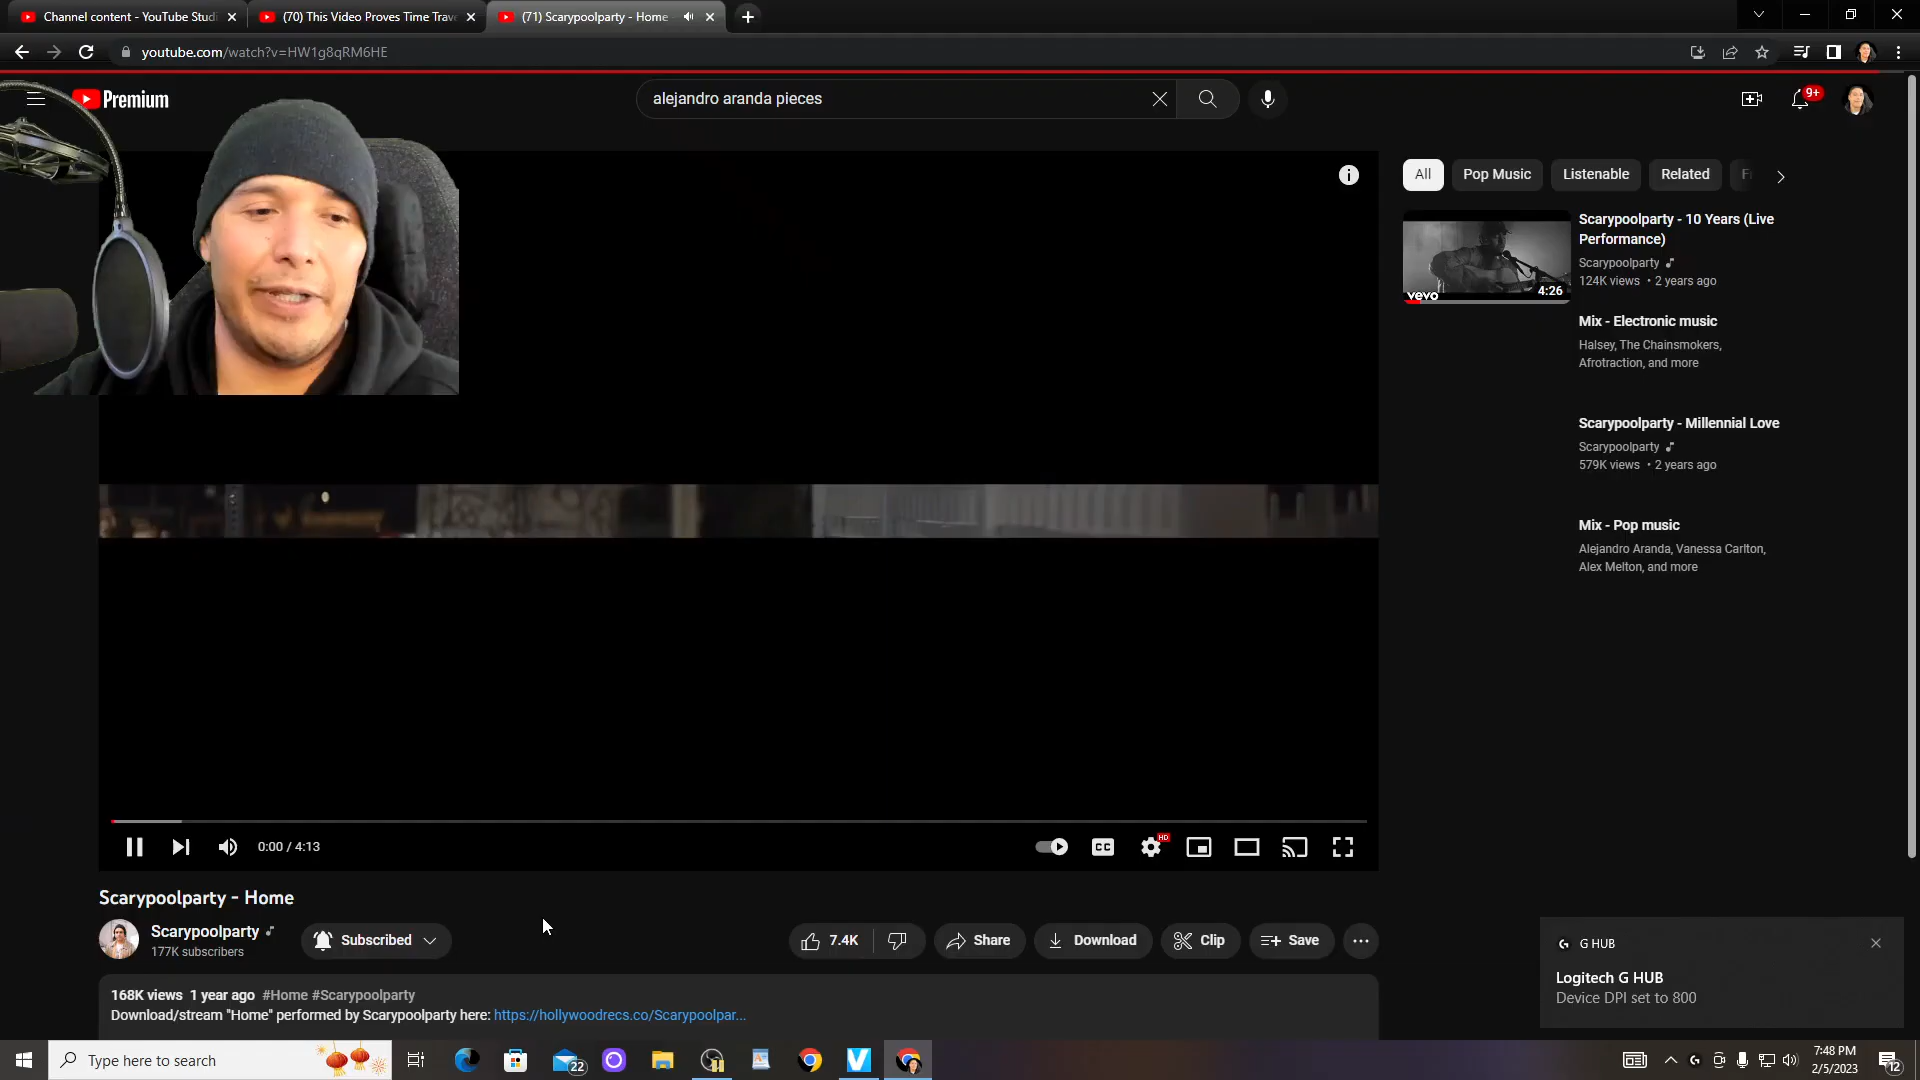 Channel content - YouTube Studi
(70) This Video Proves Time Trave
(71) Scarypoolparty - Home
youtube.com/watch?v=HW1g8qRM6HE
Premium
alejandro aranda pieces
9+
All
Pop Music
Listenable
Related
F
Scarypoolparty - 10 Years (Live
Performance)
Scarypoolparty
124K views • 2 years ago
vevo
4:26
Mix - Electronic music
Halsey, The Chainsmokers,
Afrotraction, and more
Scarypoolparty - Millennial Love
Scarypoolparty
579K views • 2 years ago
Mix - Pop music
Alejandro Aranda, Vanessa Carlton,
Alex Melton, and more
0:00 / 4:13
CC
HD
Scarypoolparty - Home
Scarypoolparty
177K subscribers
Subscribed
7.4K
Share
Download
Clip
Save
168K views 1 year ago #Home #Scarypoolparty
Download/stream "Home" performed by Scarypoolparty here: https://hollywoodrecs.co/Scarypoolpar...
G HUB
Logitech G HUB
Device DPI set to 800
Type here to search
22
7:48 PM
2/5/2023
12